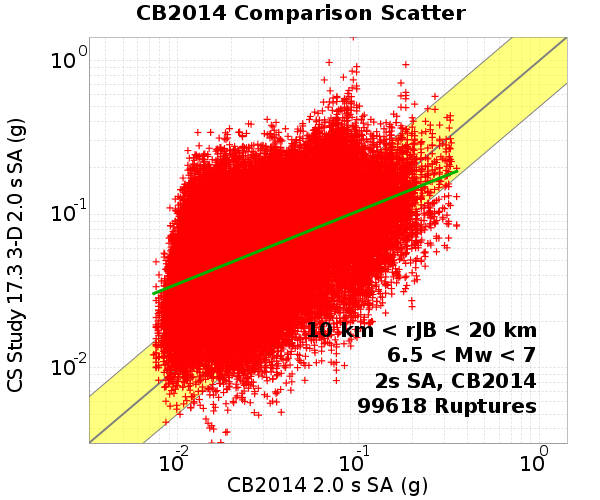 CB2014 Comparison Scatter
CS Study 17.3 3-D 2.0 s SA (g)
10⁰
10⁻¹
10⁻²
10 km < rJB < 20 km
6.5 < Mw < 7
2s SA, CB2014
99618 Ruptures
10⁻² 10⁻¹ 10⁰
CB2014 2.0 s SA (g)